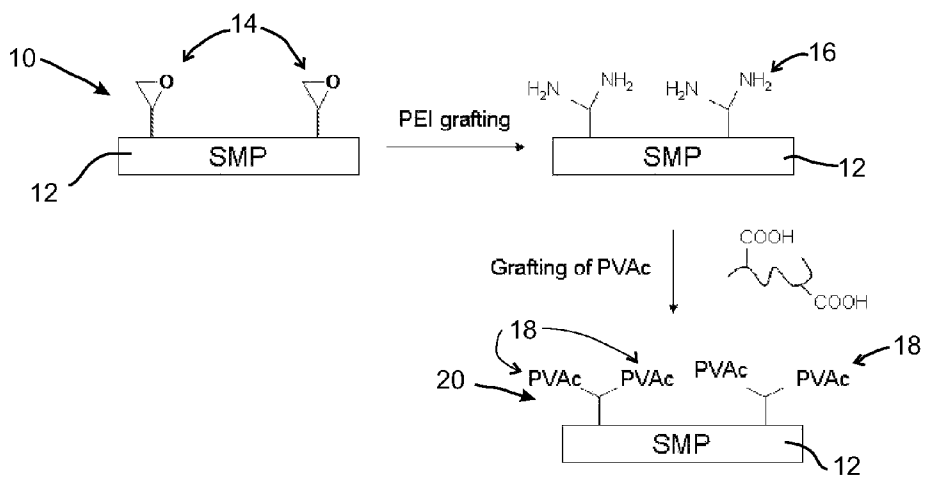 14
10
O
O
SMP
12
PEI grafting
H₂N
NH₂
H₂N
NH₂
16
SMP
12
Grafting of PVAc
COOH
COOH
18
18
PVAc
PVAc
PVAc
PVAc
20
SMP
12